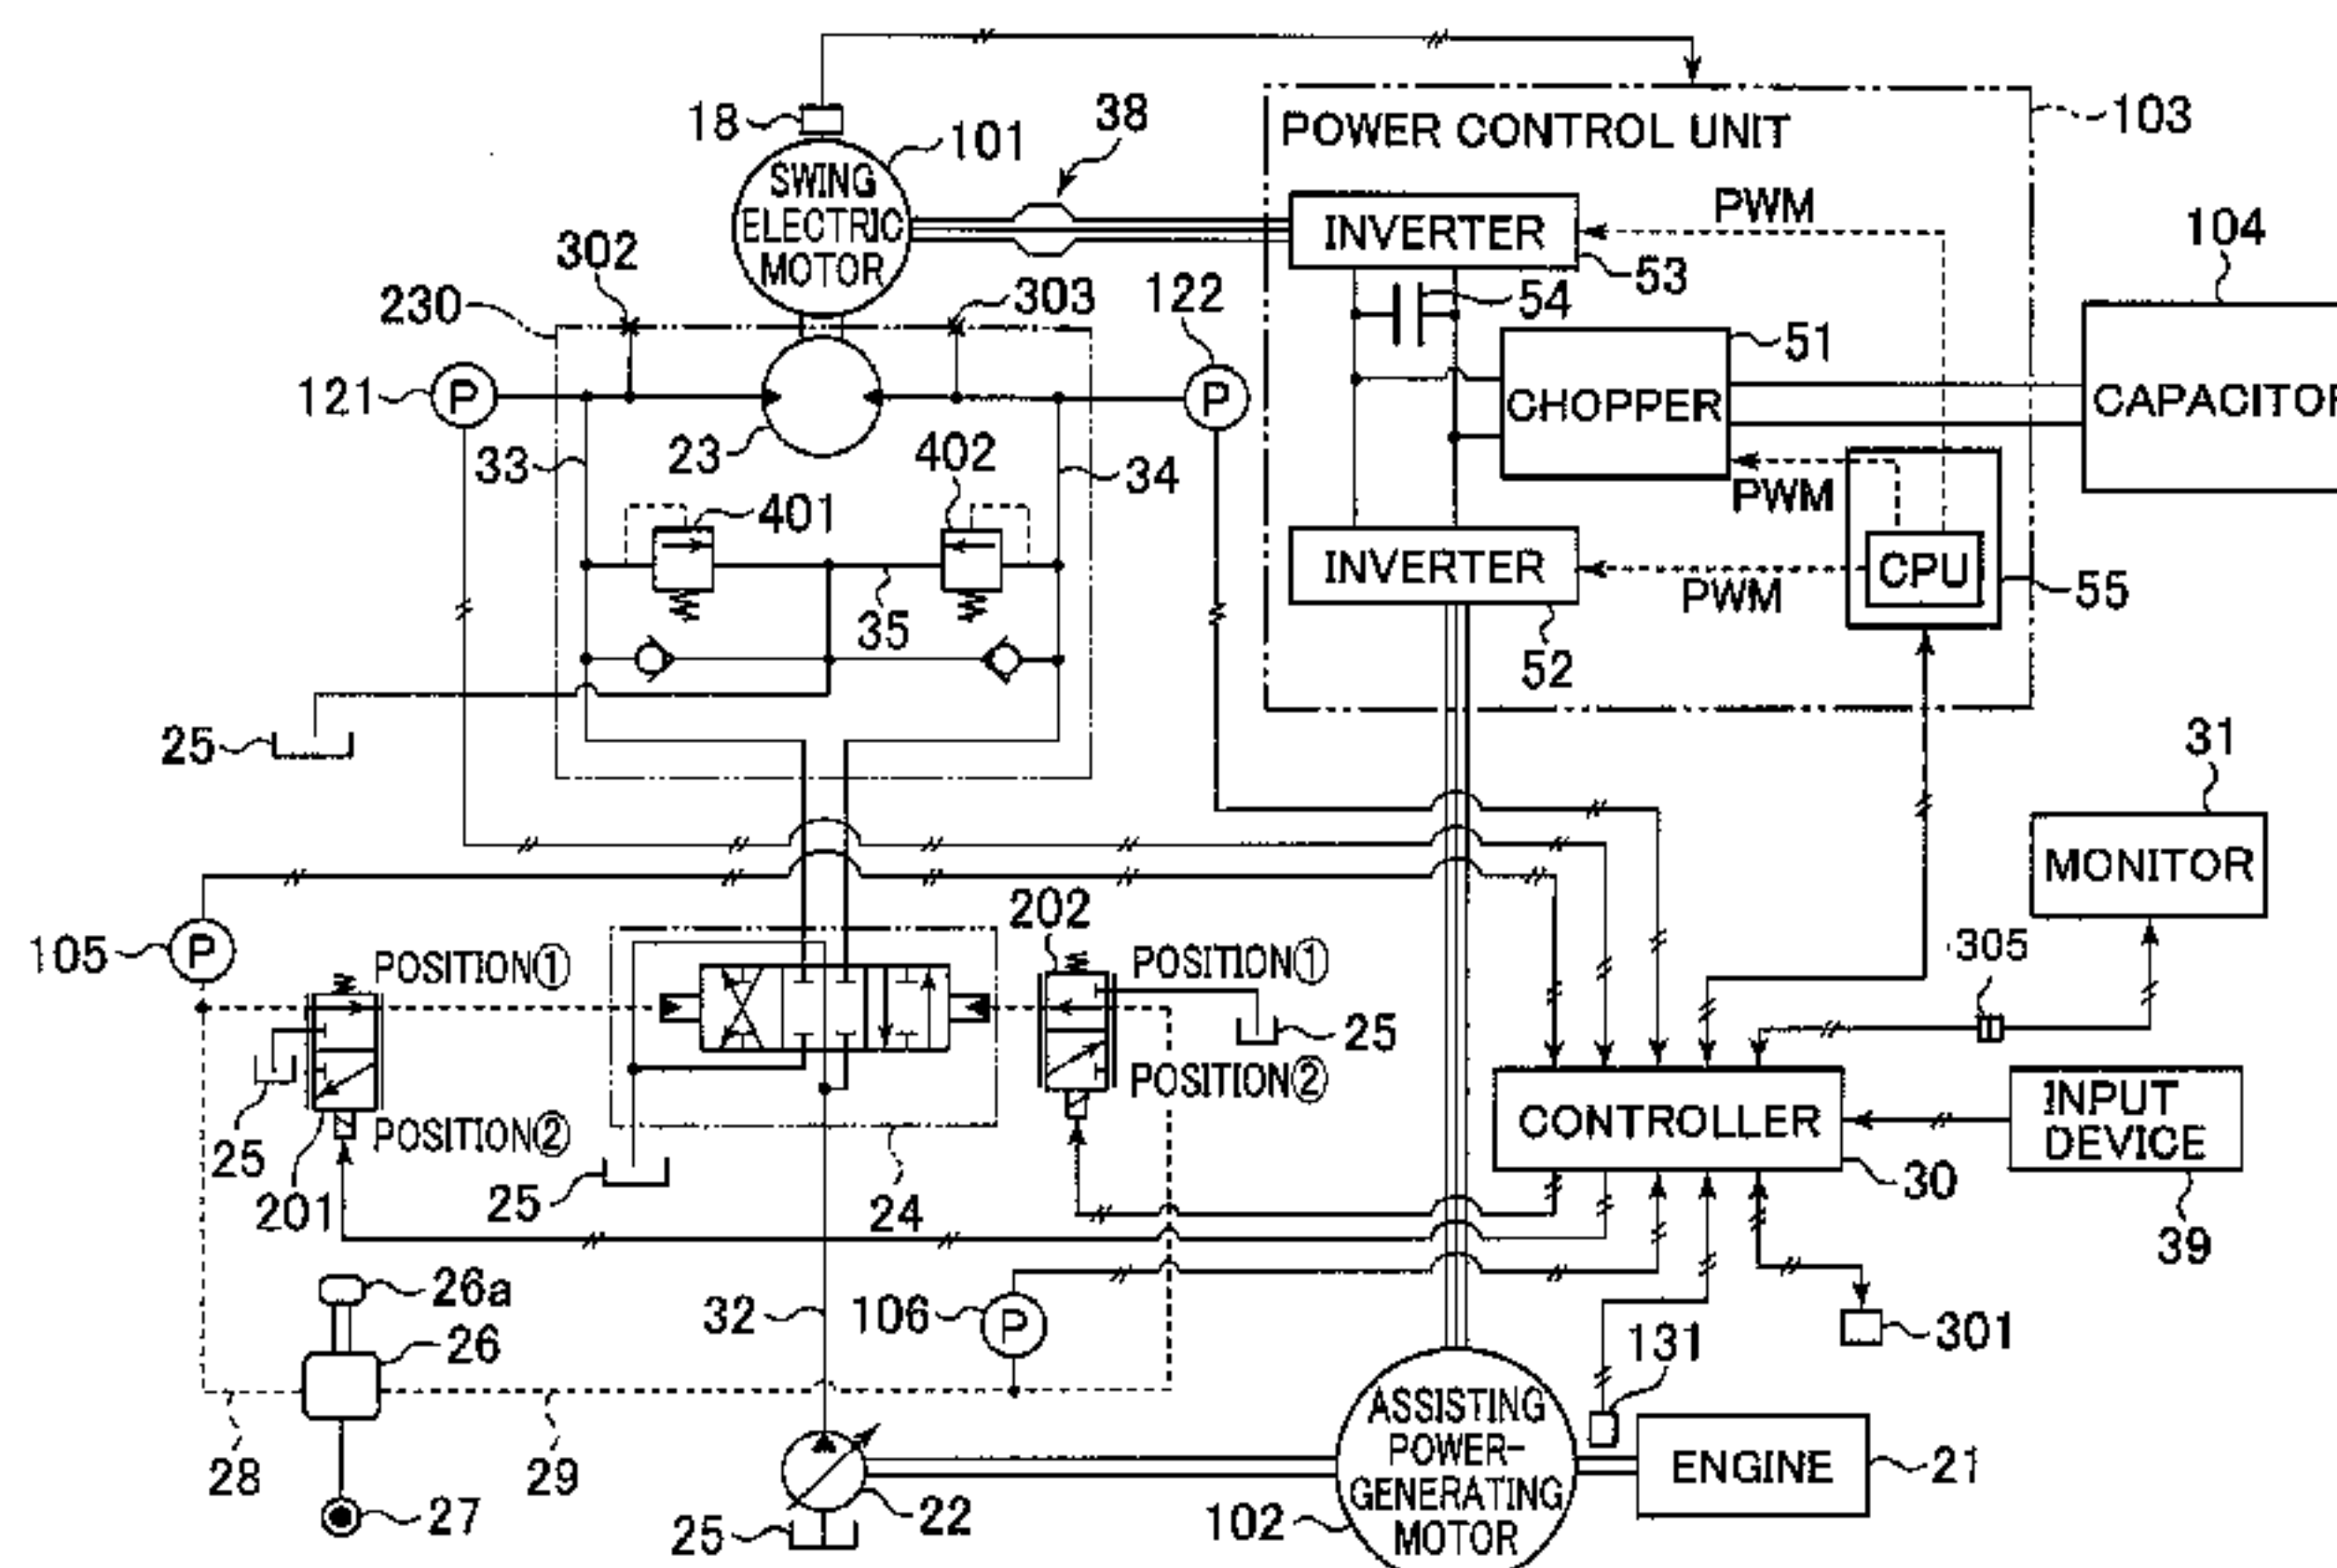 18
101
38
POWER CONTROL UNIT
103
SWING
ELECTRIC
MOTOR
INVERTER
PWM
104
302
230
303
122
53
54
51
121
P
P
CHOPPER
CAPACITOR
33
23
402
34
401
PWM
INVERTER
CPU
PWM
55
35
52
25
31
MONITOR
202
105
P
POSITION①
POSITION①
305
25
25
POSITION②
POSITION②
CONTROLLER
INPUT
DEVICE
201
25
24
30
39
26a
32
106
P
301
131
26
28
29
27
ASSISTING
POWER-
GENERATING
MOTOR
ENGINE
21
22
25
102